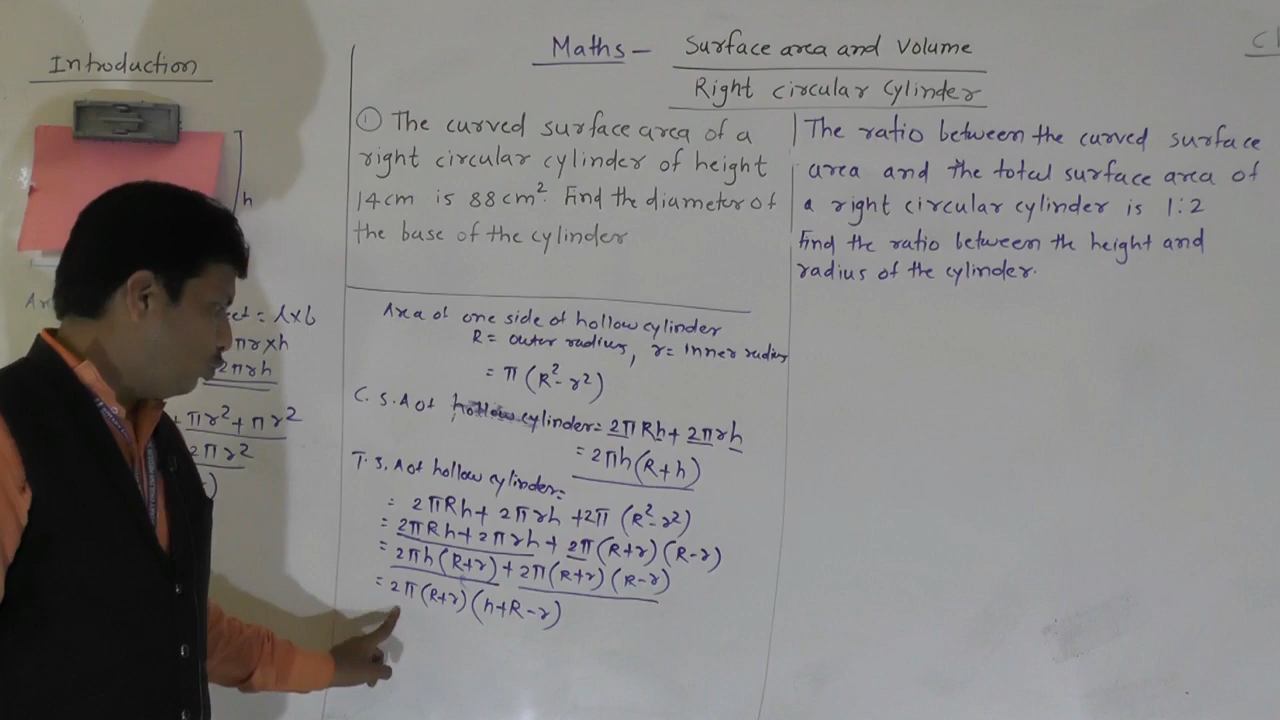 Introduction
h
Maths - Surface area and Volume
Right circular Cylinder
① The curved surface area of a
right circular cylinder of height
14cm is 88cm². Find the diameter of
the base of the cylinder
The ratio between the curved surface
area and the total surface area of
a right circular cylinder is 1:2
Find the ratio between the height and
radius of the cylinder.
= l×b
πr×h
2πrh
+ πr² + πr²
2πr²
Area of one side of hollow cylinder
R = outer radius, r = inner radius
= π(R²-r²)
C.S.A of hollow cylinder = 2πRh + 2πrh
= 2πh(R+h)
T.S.A of hollow cylinder =
= 2πRh + 2πrh + 2π(R²-r²)
= 2πRh + 2πrh + 2π(R+r)(R-r)
= 2πh(R+r) + 2π(R+r)(R-r)
= 2π(R+r)(h+R-r)